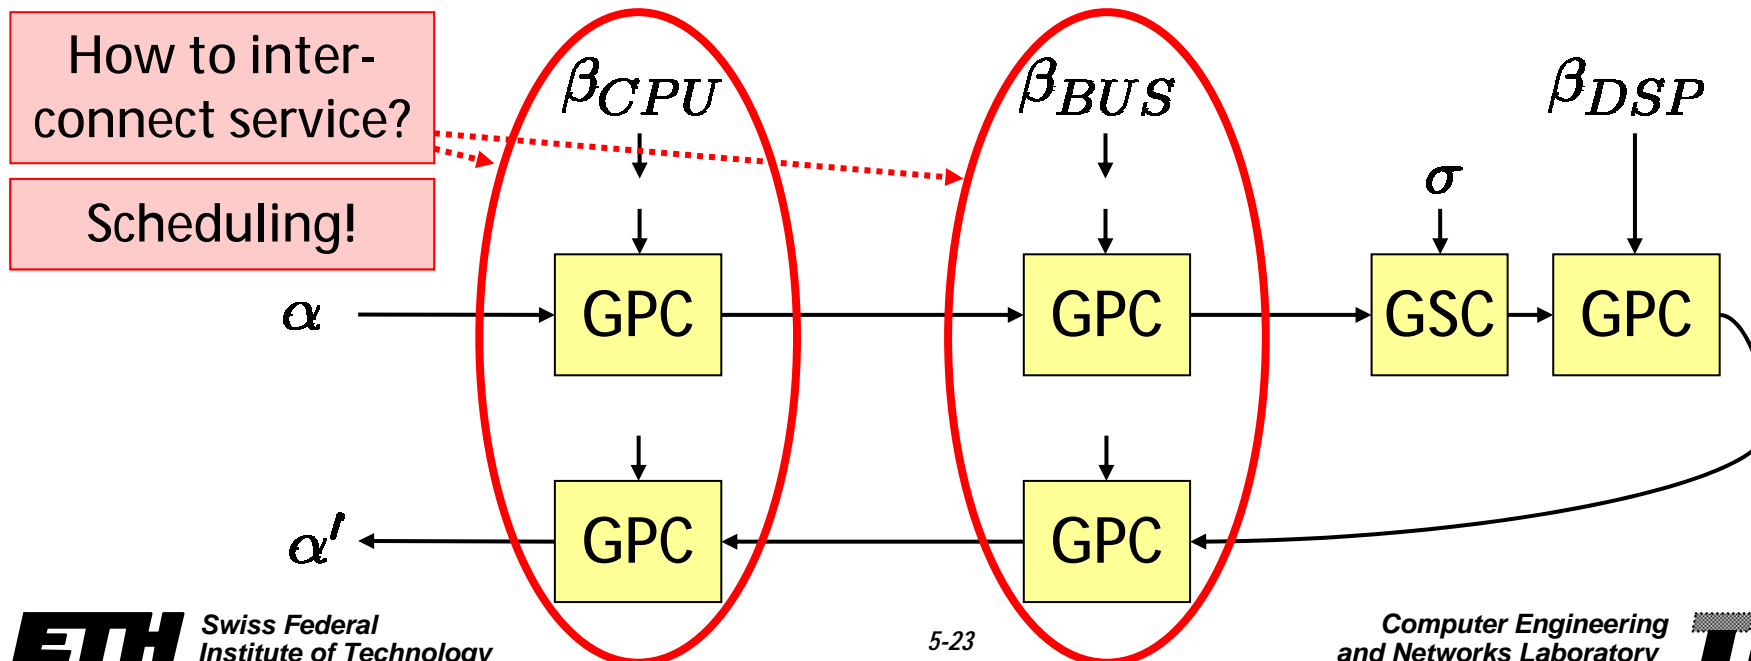 How to inter-
connect service?
Scheduling!
βCPU
βBUS
βDSP
σ
α
GPC
GPC
GSC
GPC
α′
GPC
GPC
ETH
Swiss Federal
Institute of Technology
5-23
Computer Engineering
and Networks Laboratory